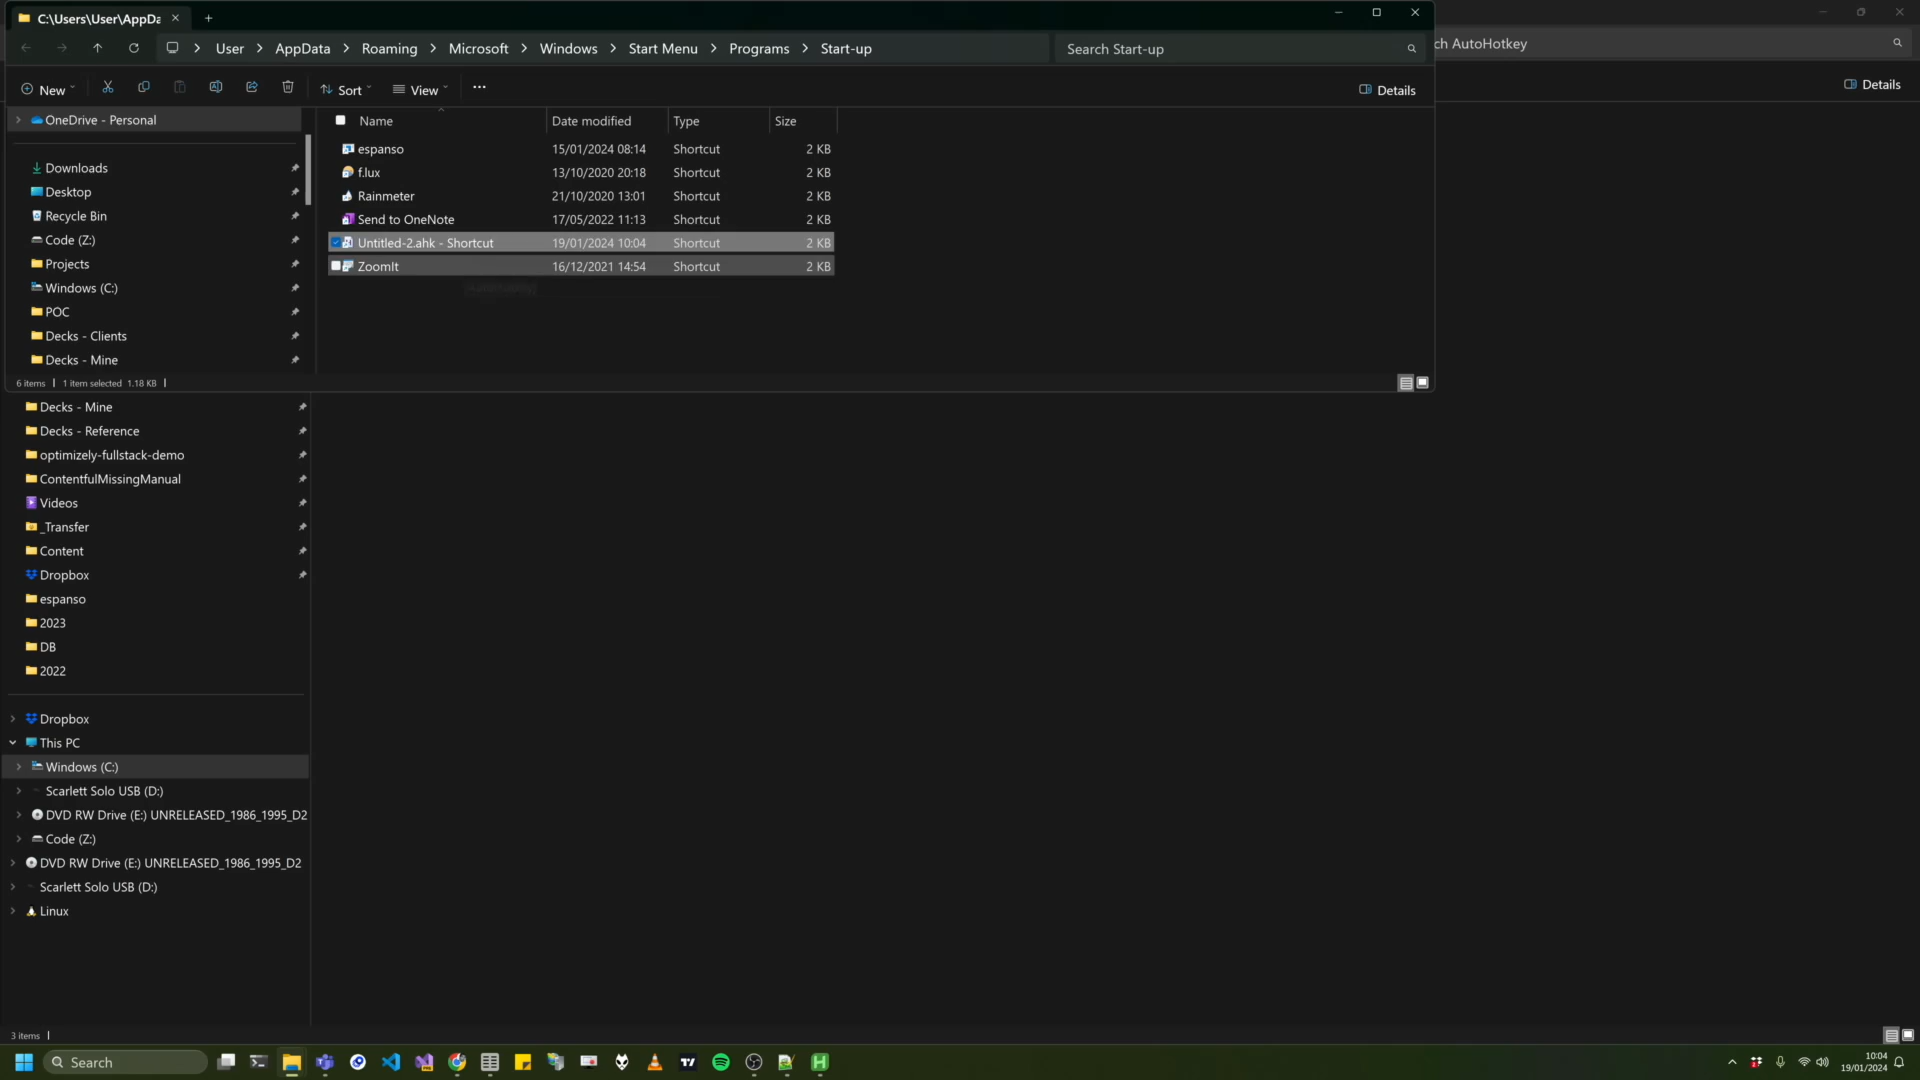 C:\Users\User\AppDa
ch AutoHotkey
User > AppData > Roaming > Microsoft > Windows > Start Menu > Programs > Start-up
Search Start-up
New
Sort
View
Details
Details
OneDrive - Personal
Name Date modified Type Size
espanso 15/01/2024 08:14 Shortcut 2 KB
f.lux 13/10/2020 20:18 Shortcut 2 KB
Rainmeter 21/10/2020 13:01 Shortcut 2 KB
Send to OneNote 17/05/2022 11:13 Shortcut 2 KB
Untitled-2.ahk - Shortcut 19/01/2024 10:04 Shortcut 2 KB
ZoomIt 16/12/2021 14:54 Shortcut 2 KB
Downloads
Desktop
Recycle Bin
Code (Z:)
Projects
Windows (C:)
POC
Decks - Clients
Decks - Mine
6 items | 1 item selected 1.18 KB |
Decks - Mine
Decks - Reference
optimizely-fullstack-demo
ContentfulMissingManual
Videos
_Transfer
Content
Dropbox
espanso
2023
DB
2022
Dropbox
This PC
Windows (C:)
Scarlett Solo USB (D:)
DVD RW Drive (E:) UNRELEASED_1986_1995_D2
Code (Z:)
DVD RW Drive (E:) UNRELEASED_1986_1995_D2
Scarlett Solo USB (D:)
Linux
3 items |
Search
10:04
19/01/2024